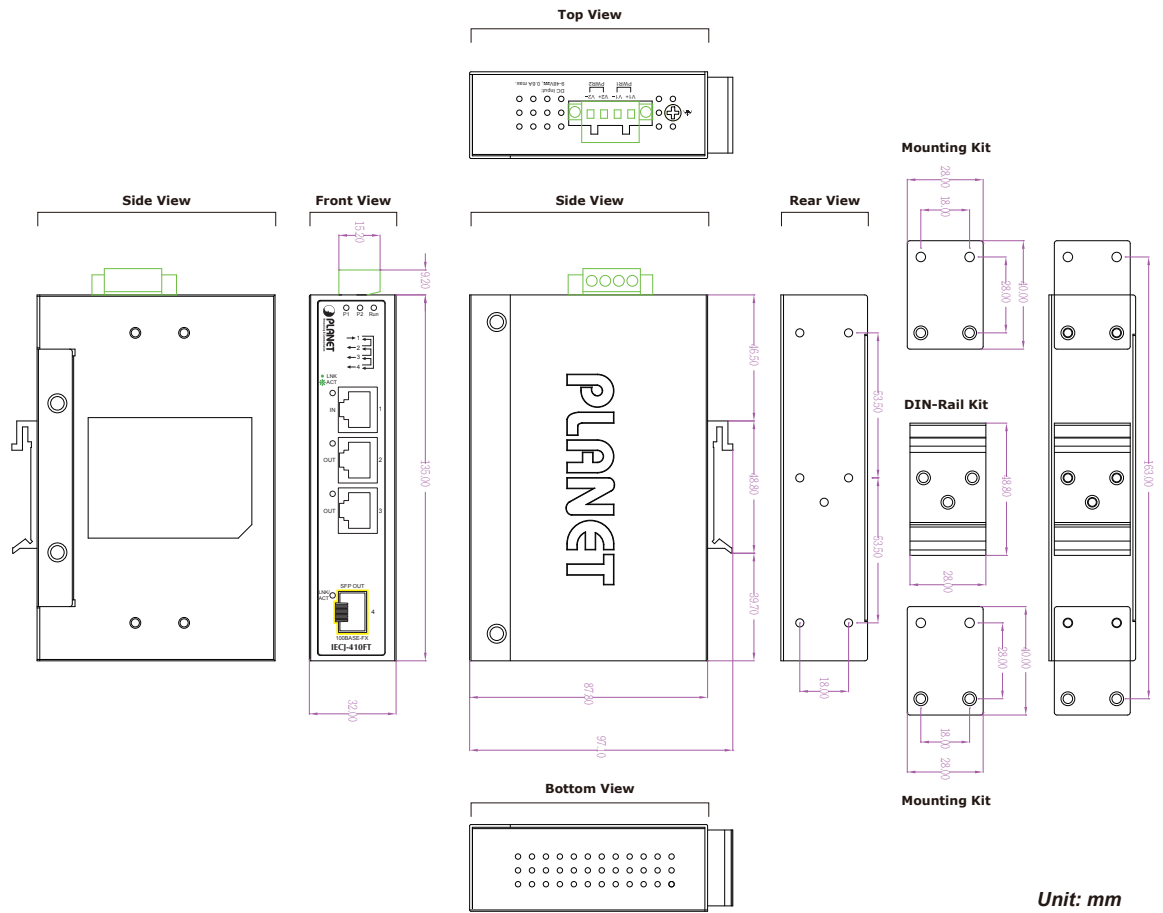 Top View
DC Input:
9-48V⎓, 0.6A max.
PWR2
PWR1
V2- V2+ V1- V1+
Mounting Kit
28.00
18.00
28.00
40.00
Side View
Front View
Side View
Rear View
15.20
9.20
PLANET
P1 P2 Run
1
2
3
4
LNK
ACT
IN
1
OUT
2
OUT
3
SFP OUT
LNK/
ACT
4
100BASE-FX
IECJ-410FT
135.00
32.00
PLANET
46.50
48.80
39.70
87.80
97.10
53.50
53.50
18.00
DIN-Rail Kit
48.80
28.00
163.00
28.00
40.00
18.00
28.00
Mounting Kit
Bottom View
Unit: mm